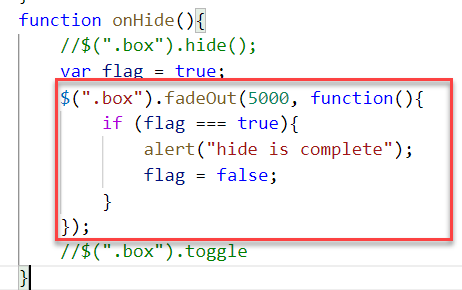 function onHide(){
    //$(".box").hide();
    var flag = true;
    $(".box").fadeOut(5000, function(){
        if (flag === true){
            alert("hide is complete");
            flag = false;
        }
    });
    //$(".box").toggle
}